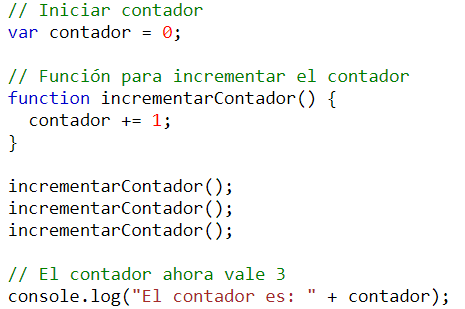 // Iniciar contador
var contador = 0;

// Función para incrementar el contador
function incrementarContador() {
  contador += 1;
}

incrementarContador();
incrementarContador();
incrementarContador();

// El contador ahora vale 3
console.log("El contador es: " + contador);